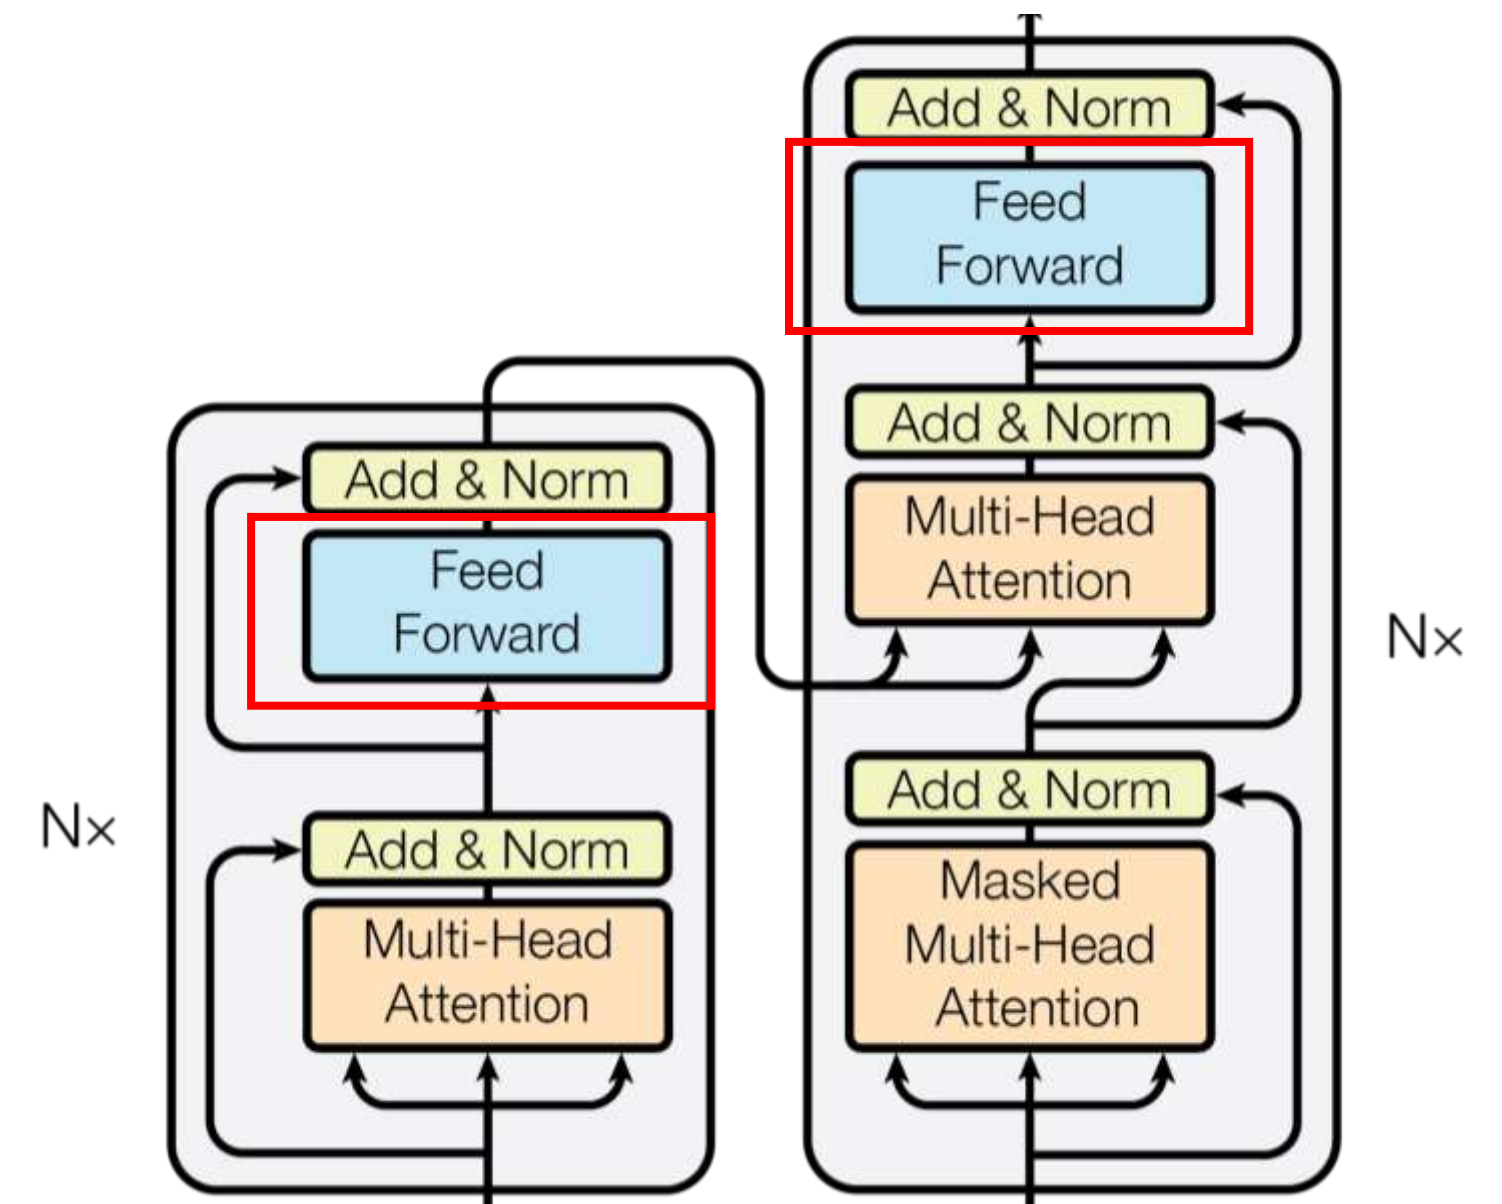 Add & Norm
Feed
Forward
Add & Norm
Multi-Head
Attention
Nx
Add & Norm
Feed
Forward
Add & Norm
Multi-Head
Attention
Add & Norm
Masked
Multi-Head
Attention
Nx